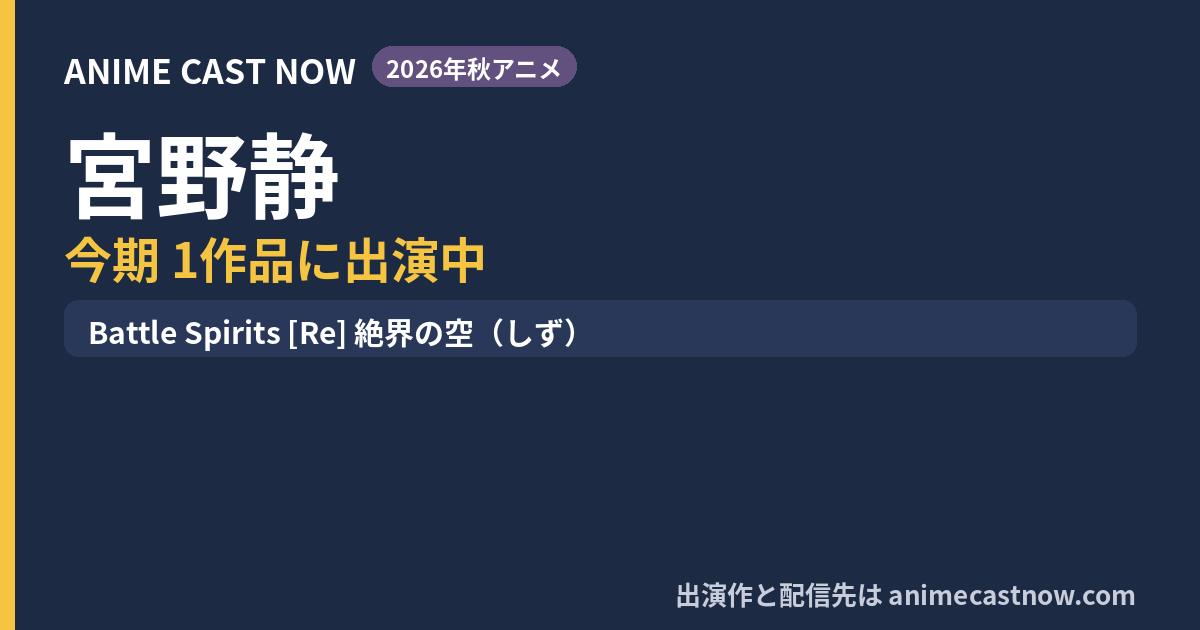 ANIME CAST NOW 2026年秋アニメ
宮野静
今期 1作品に出演中
Battle Spirits [Re] 絶界の空（しず）
出演作と配信先は animecastnow.com